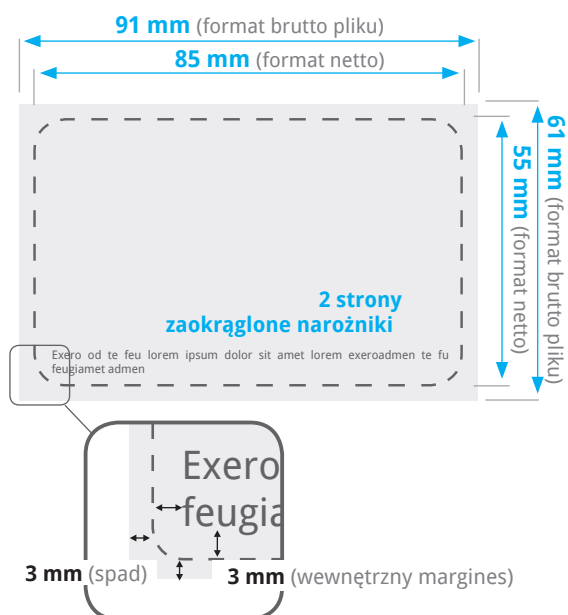 91 mm (format brutto pliku)
85 mm (format netto)
61 mm (format brutto pliku)
55 mm (format netto)
2 strony
zaokrąglone narożniki
Exero od te feu lorem ipsum dolor sit amet lorem exeroadmen te fu
feugiamet admen
Exero
feugia
3 mm (spad)
3 mm (wewnętrzny margines)